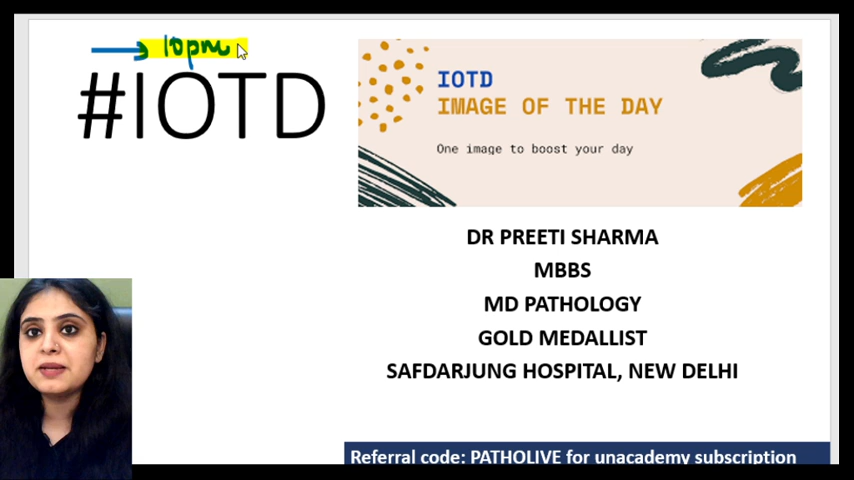 10pm
#IOTD
IOTD
IMAGE OF THE DAY
One image to boost your day
DR PREETI SHARMA
MBBS
MD PATHOLOGY
GOLD MEDALLIST
SAFDARJUNG HOSPITAL, NEW DELHI
Referral code: PATHOLIVE for unacademy subscription